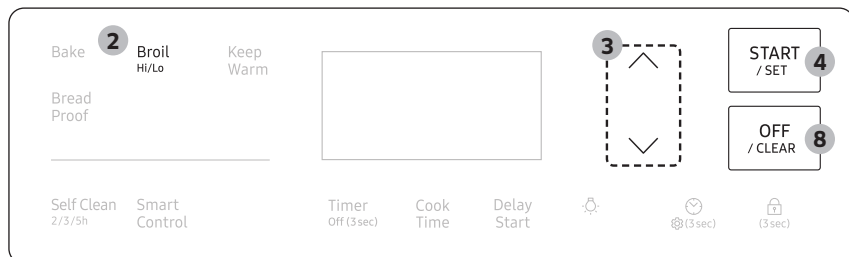 Bake
2
Broil
Hi/Lo
Keep
Warm
Bread
Proof
3
START
/ SET
4
OFF
/ CLEAR
8
Self Clean
2/3/5h
Smart
Control
Timer
Off (3 sec)
Cook
Time
Delay
Start
(3 sec)
(3 sec)